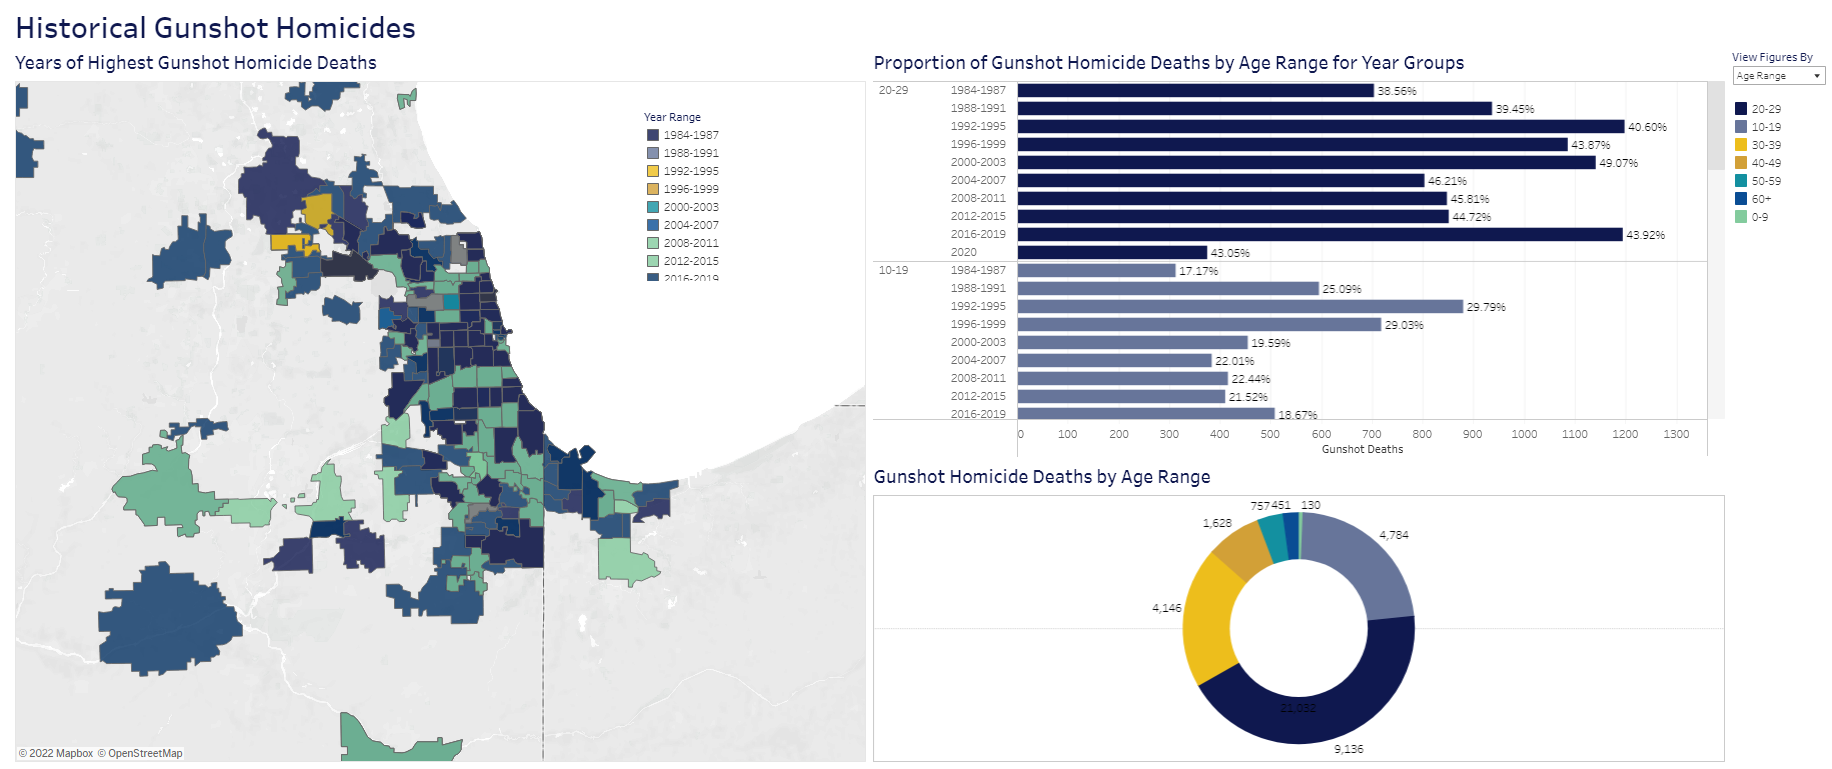 Historical Gunshot Homicides
Years of Highest Gunshot Homicide Deaths
Year Range
1984-1987
1988-1991
1992-1995
1996-1999
2000-2003
2004-2007
2008-2011
2012-2015
2016-2019
© 2022 Mapbox © OpenStreetMap
Proportion of Gunshot Homicide Deaths by Age Range for Year Groups
20-29 1984-1987 38.56%
1988-1991 39.45%
1992-1995 40.60%
1996-1999 43.87%
2000-2003 49.07%
2004-2007 46.21%
2008-2011 45.81%
2012-2015 44.72%
2016-2019 43.92%
2020 43.05%
10-19 1984-1987 17.17%
1988-1991 25.09%
1992-1995 29.79%
1996-1999 29.03%
2000-2003 19.59%
2004-2007 22.01%
2008-2011 22.44%
2012-2015 21.52%
2016-2019 18.67%
0 100 200 300 400 500 600 700 800 900 1000 1100 1200 1300
Gunshot Deaths
View Figures By
Age Range
20-29
10-19
30-39
40-49
50-59
60+
0-9
Gunshot Homicide Deaths by Age Range
757 451 130
1,628
4,784
4,146
21,032
9,136